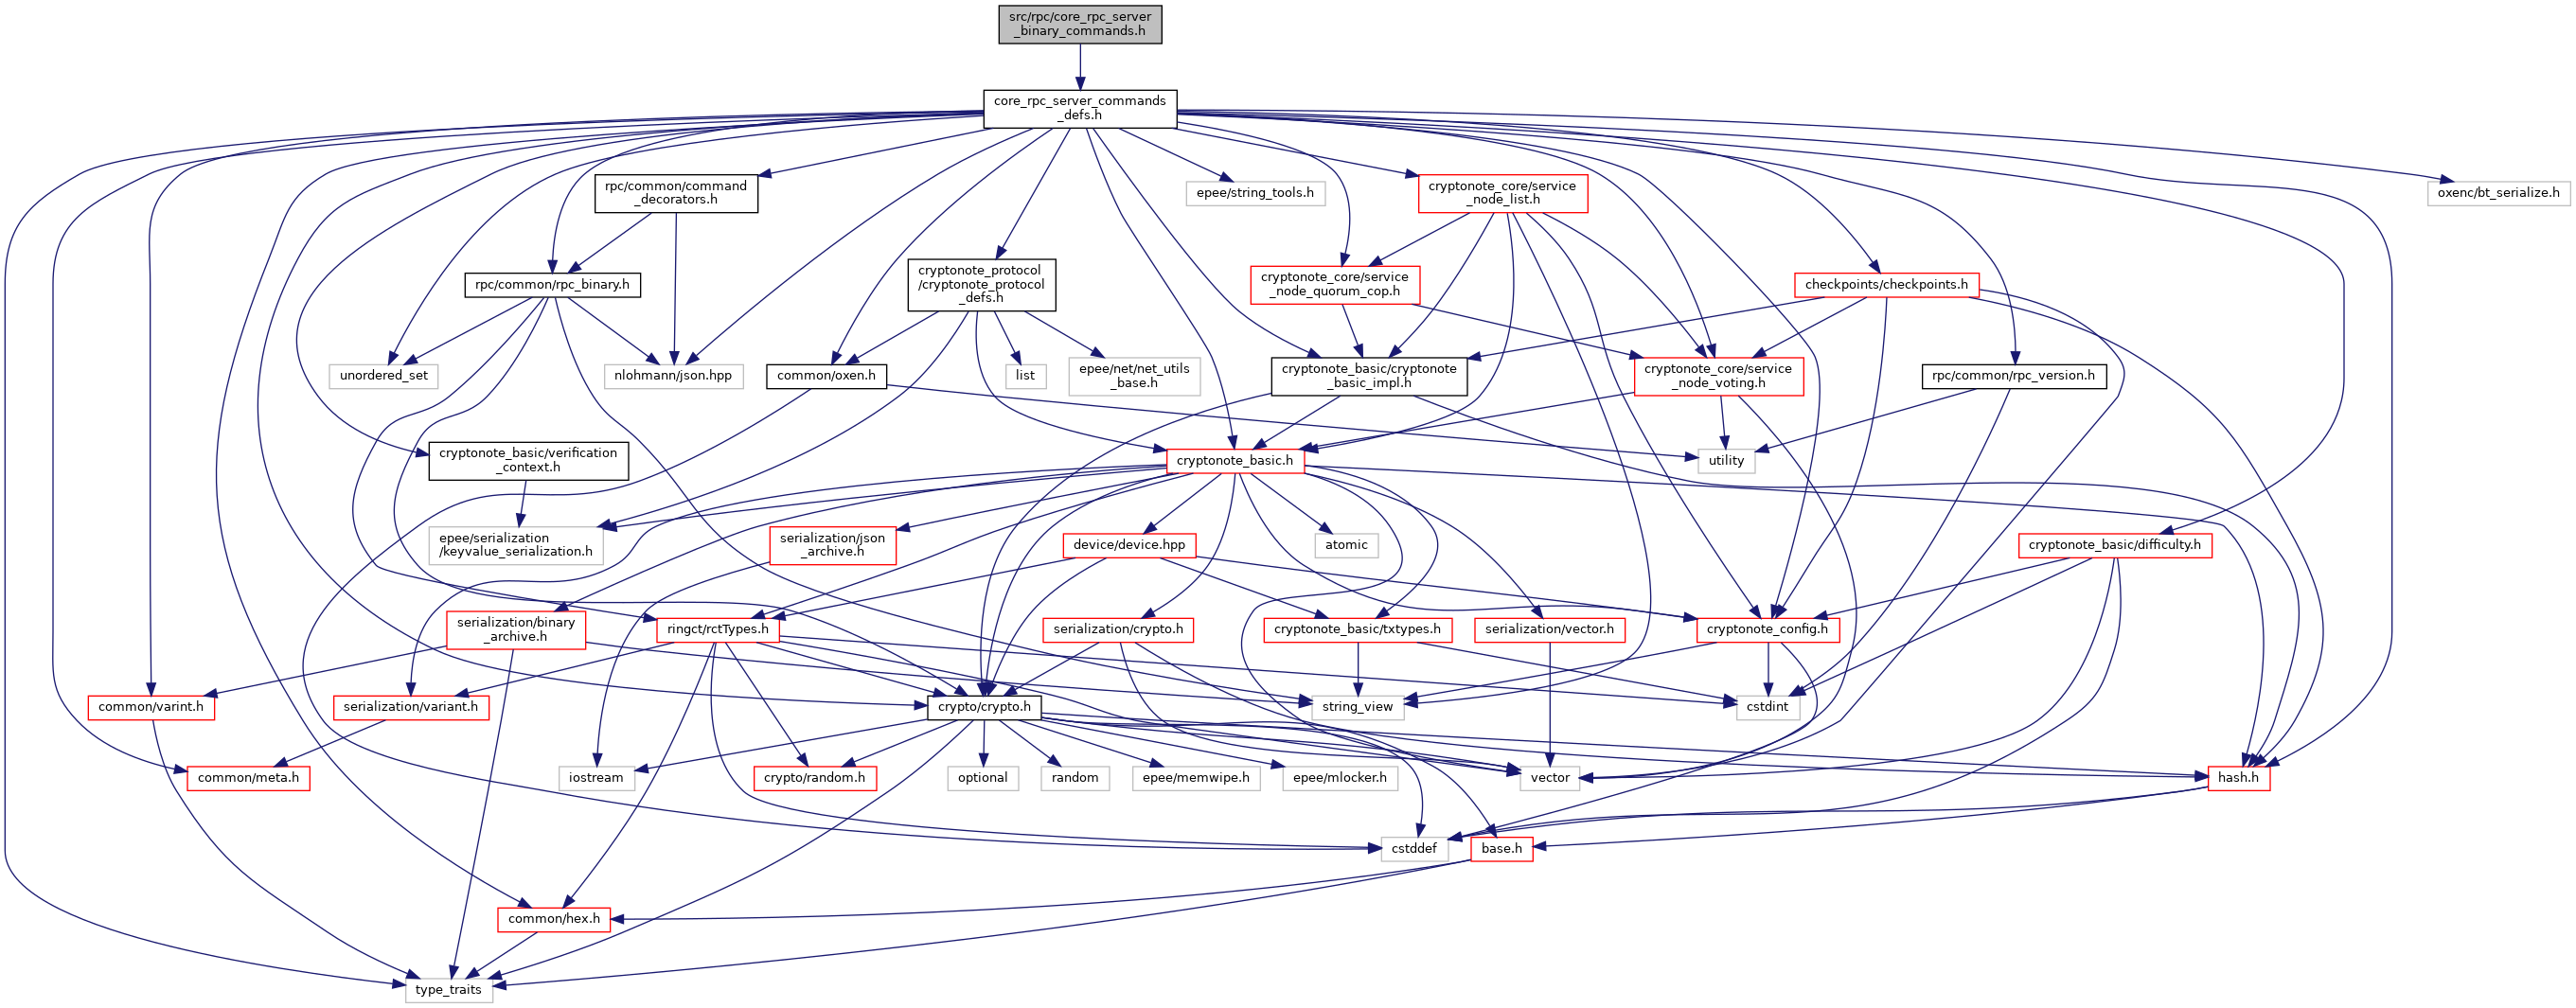 src/rpc/core_rpc_server
_binary_commands.h
core_rpc_server_commands
_defs.h
rpc/common/command
_decorators.h
epee/string_tools.h
cryptonote_core/service
_node_list.h
oxenc/bt_serialize.h
rpc/common/rpc_binary.h
cryptonote_protocol
/cryptonote_protocol
_defs.h
cryptonote_core/service
_node_quorum_cop.h
checkpoints/checkpoints.h
unordered_set
nlohmann/json.hpp
common/oxen.h
list
epee/net/net_utils
_base.h
cryptonote_basic/cryptonote
_basic_impl.h
cryptonote_core/service
_node_voting.h
rpc/common/rpc_version.h
cryptonote_basic/verification
_context.h
cryptonote_basic.h
utility
epee/serialization
/keyvalue_serialization.h
serialization/json
_archive.h
device/device.hpp
atomic
cryptonote_basic/difficulty.h
serialization/binary
_archive.h
ringct/rctTypes.h
serialization/crypto.h
cryptonote_basic/txtypes.h
serialization/vector.h
cryptonote_config.h
common/varint.h
serialization/variant.h
crypto/crypto.h
string_view
cstdint
common/meta.h
iostream
crypto/random.h
optional
random
epee/memwipe.h
epee/mlocker.h
vector
hash.h
cstddef
base.h
common/hex.h
type_traits